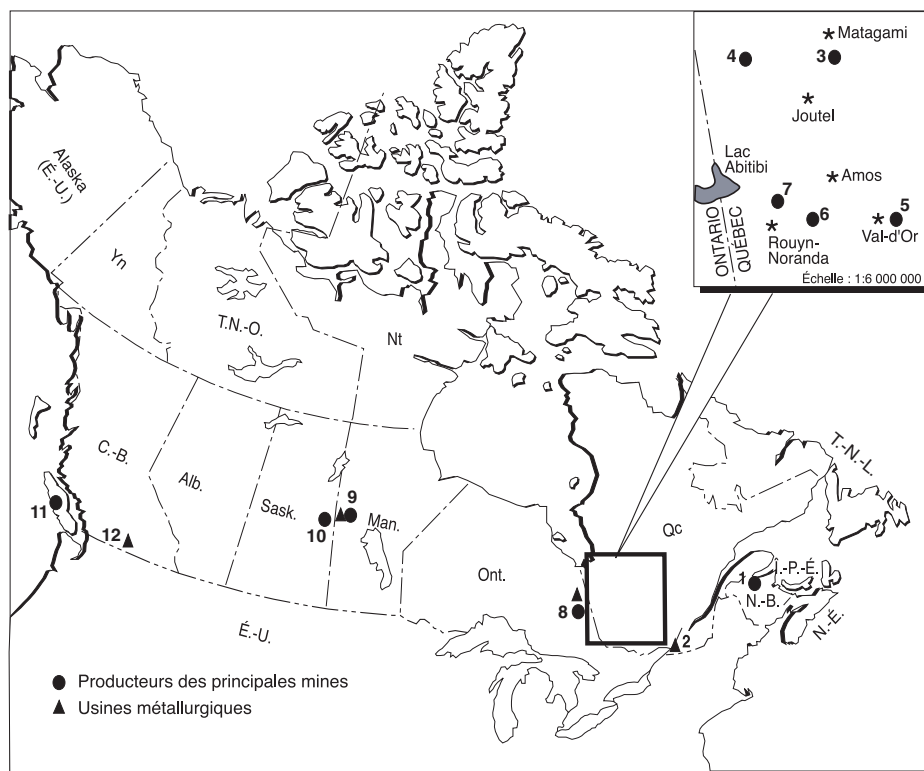 Matagami
4
3
Joutel
Lac
Abitibi
Amos
7
6
5
Rouyn-
Noranda
Val-d'Or
ONTARIO
QUÉBEC
Échelle : 1:6 000 000
Alaska
(É.-U.)
Yn
T.N.-O.
Nt
C.-B.
Alb.
Sask.
Man.
Ont.
Qc
T.-N.-L.
Î.-P.-É.
N.-B.
N.-É.
É.-U.
11
12
10
9
8
2
1
Producteurs des principales mines
Usines métallurgiques